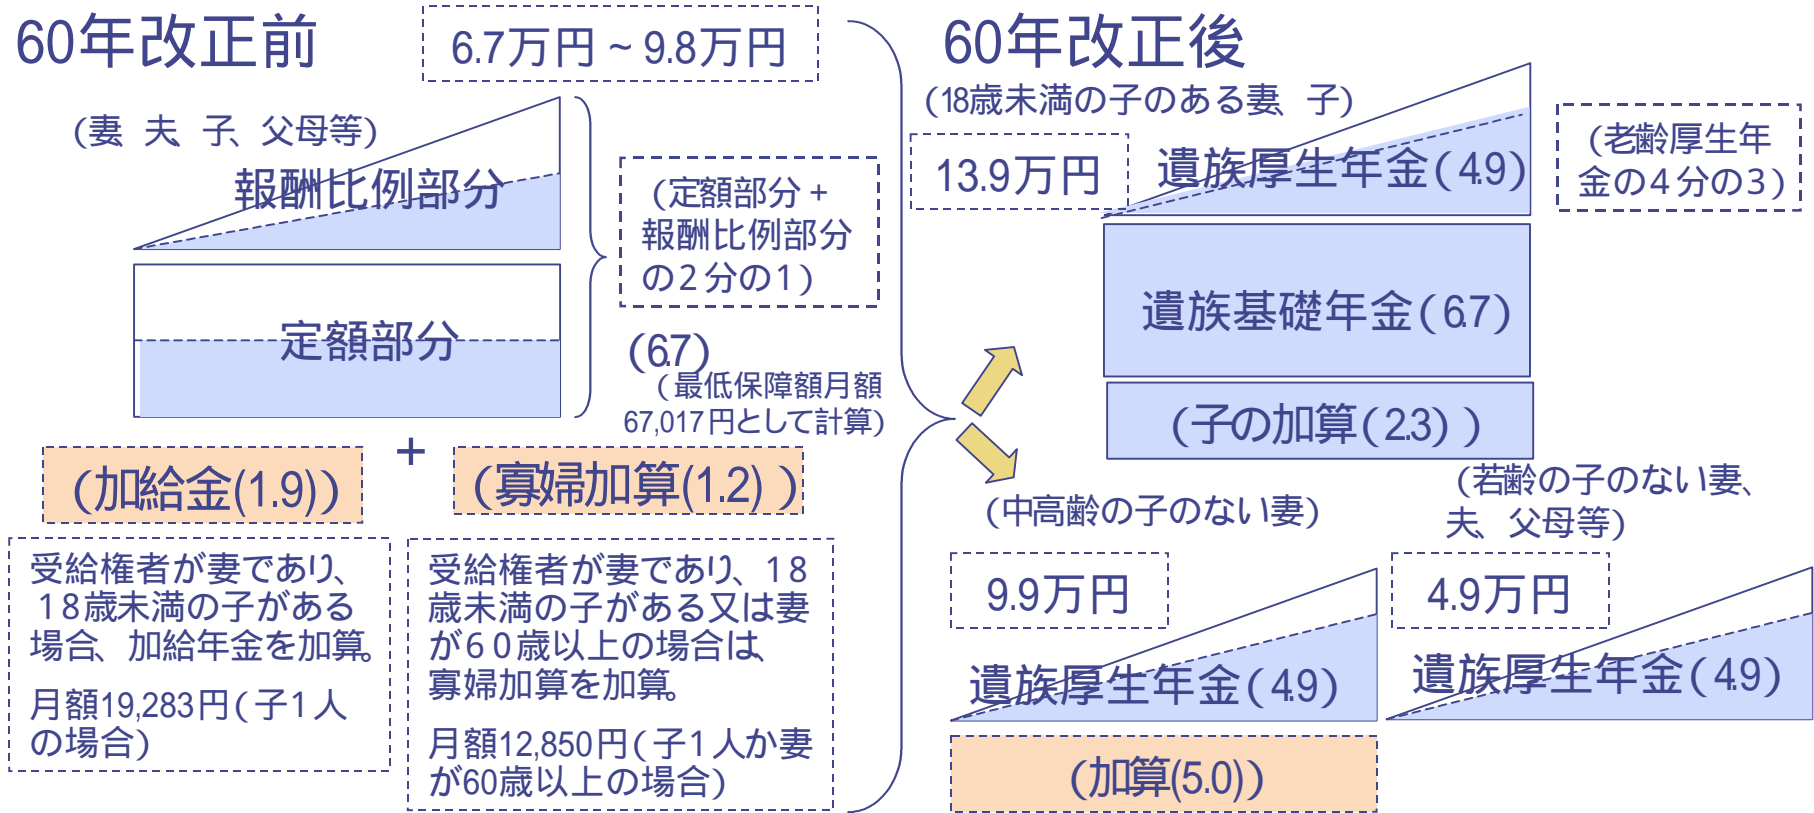 60年改正前
6.7万円 ~ 9.8万円
(妻、夫、子、父母等)
報酬比例部分
定額部分
(定額部分+
報酬比例部分
の2分の1)
(6.7)
(最低保障額月額
67,017円として計算)
(加給金(1.9))
+
(寡婦加算(1.2))
受給権者が妻であり、
18歳未満の子がある
場合、加給年金を加算。
月額19,283円(子1人
の場合)
受給権者が妻であり、18
歳未満の子がある又は妻
が60歳以上の場合は、
寡婦加算を加算。
月額12,850円(子1人か妻
が60歳以上の場合)
60年改正後
(18歳未満の子のある妻、子)
13.9万円
遺族厚生年金(4.9)
(老齢厚生年
金の4分の3)
遺族基礎年金(6.7)
(子の加算(2.3))
(中高齢の子のない妻)
9.9万円
遺族厚生年金(4.9)
(加算(5.0))
(若齢の子のない妻、
夫、父母等)
4.9万円
遺族厚生年金(4.9)